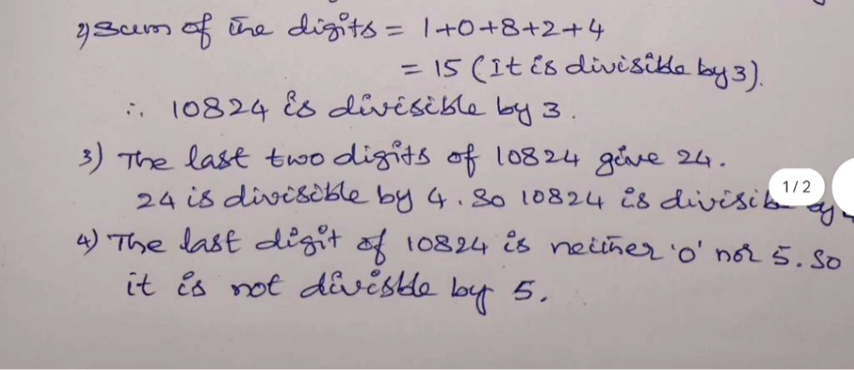 2) Sum of the digits = 1+0+8+2+4
= 15 (It is divisible by 3).
∴ 10824 is divisible by 3.
3) The last two digits of 10824 give 24.
1/2
24 is divisible by 4. So 10824 is divisib
4) The last digit of 10824 is neither '0' nor 5. So
it is not divisble by 5.